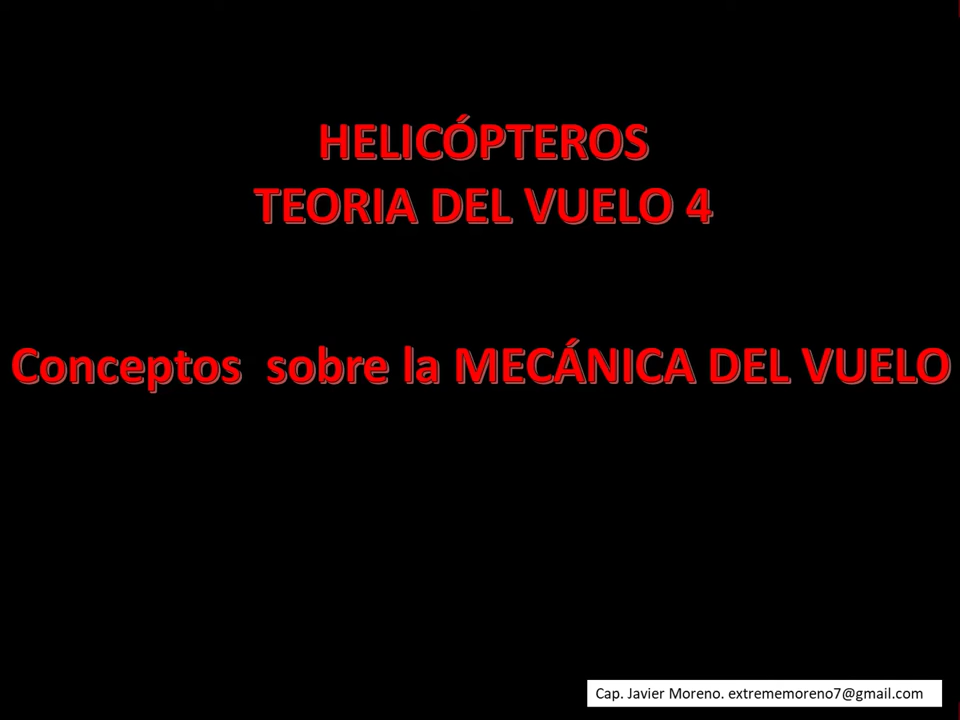 HELICÓPTEROS
TEORIA DEL VUELO 4
Conceptos sobre la MECÁNICA DEL VUELO
Cap. Javier Moreno. extrememoreno7@gmail.com